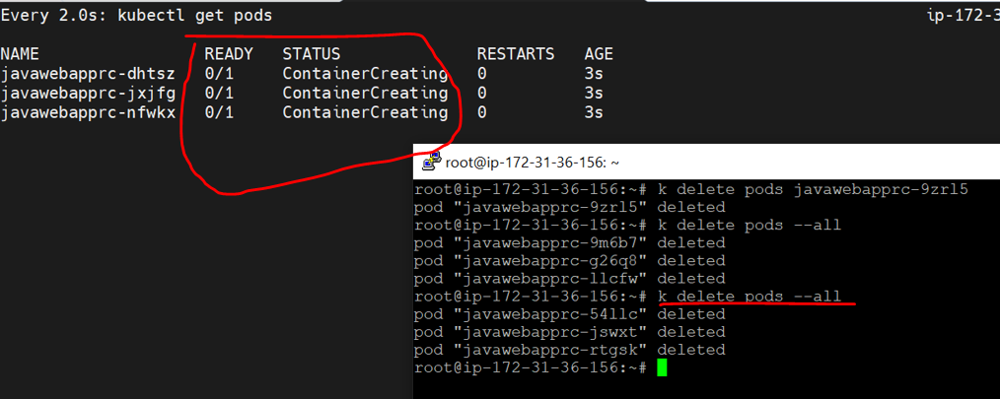 Every 2.0s: kubectl get pods ip-172-3
NAME READY STATUS RESTARTS AGE
javawebapprc-dhtsz 0/1 ContainerCreating 0 3s
javawebapprc-jxjfg 0/1 ContainerCreating 0 3s
javawebapprc-nfwkx 0/1 ContainerCreating 0 3s
root@ip-172-31-36-156: ~
root@ip-172-31-36-156:~# k delete pods javawebapprc-9zrl5
pod "javawebapprc-9zrl5" deleted
root@ip-172-31-36-156:~# k delete pods --all
pod "javawebapprc-9m6b7" deleted
pod "javawebapprc-g26q8" deleted
pod "javawebapprc-llcfw" deleted
root@ip-172-31-36-156:~# k delete pods --all
pod "javawebapprc-54llc" deleted
pod "javawebapprc-jswxt" deleted
pod "javawebapprc-rtgsk" deleted
root@ip-172-31-36-156:~#